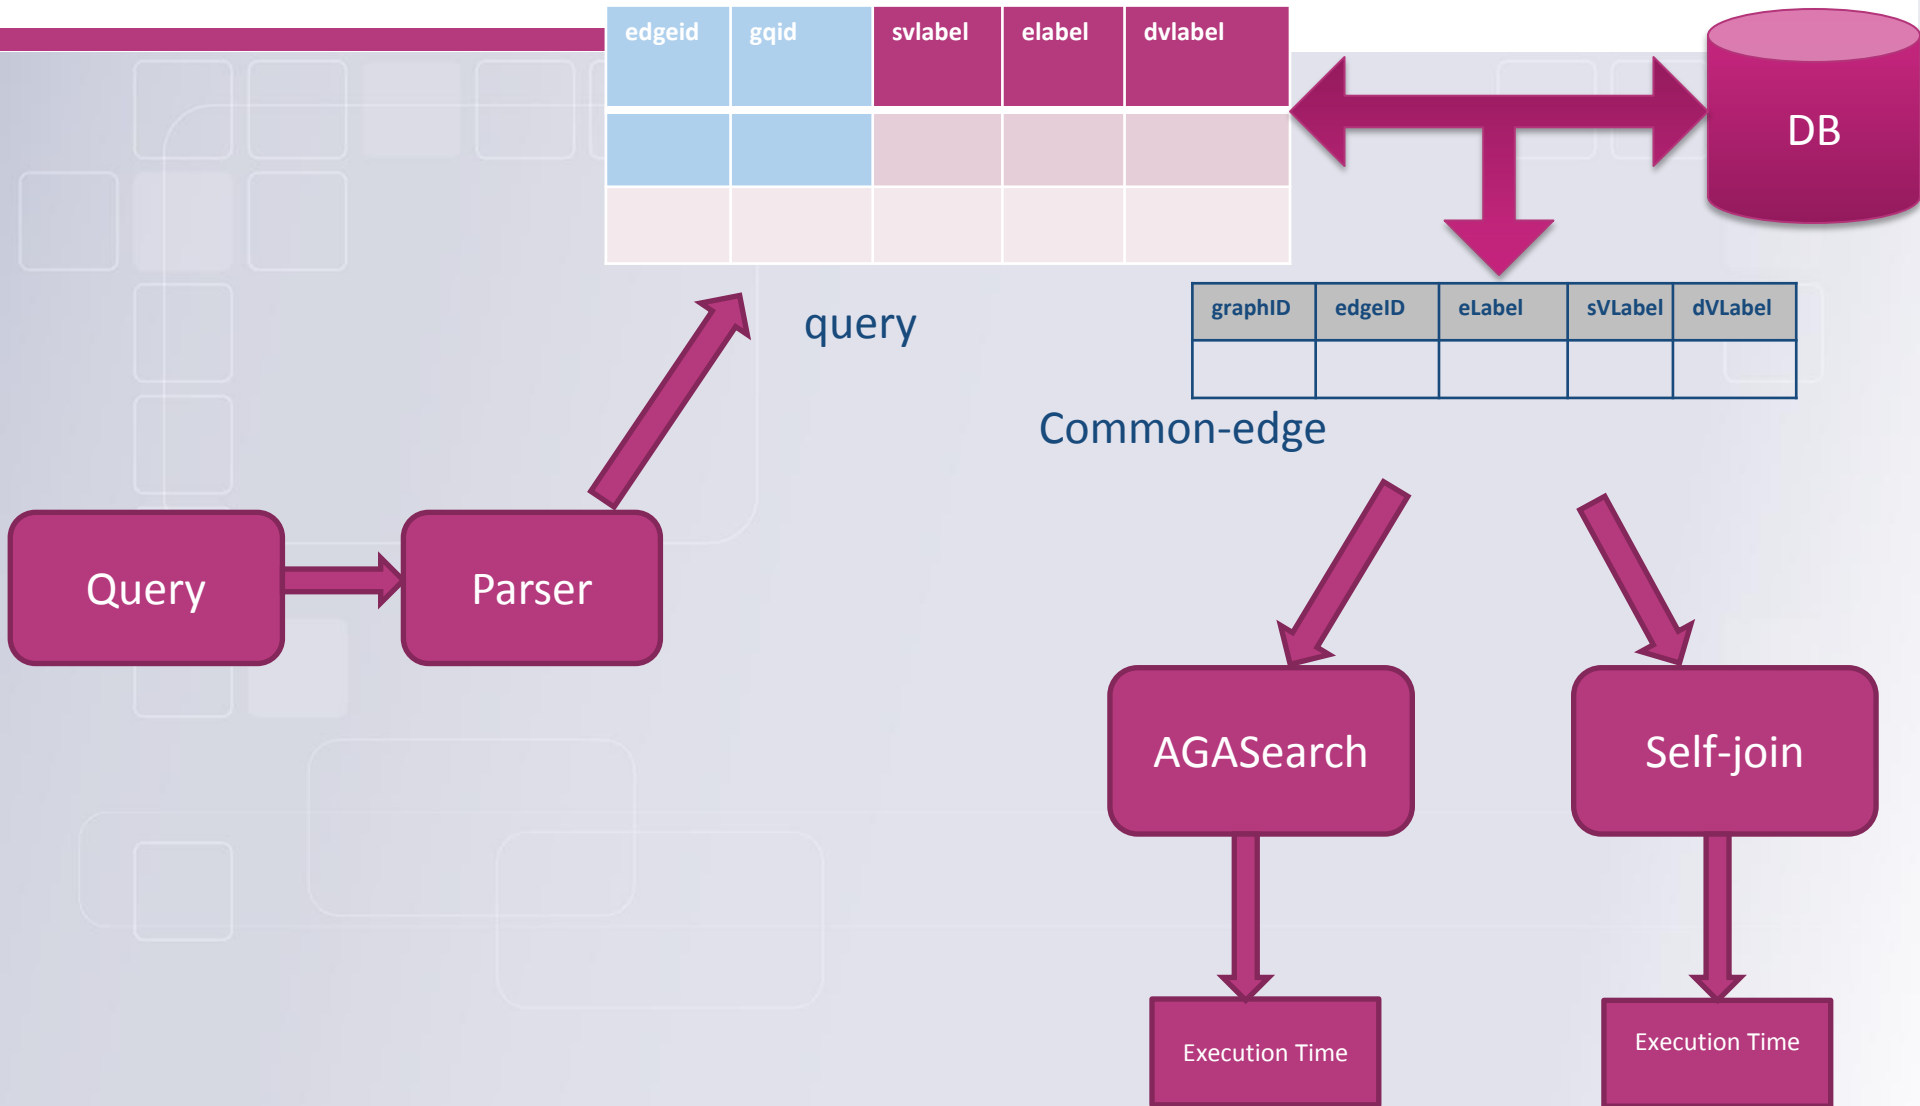 edgeid gqid svlabel elabel dvlabel
DB
query
graphID edgeID eLabel sVLabel dVLabel
Common-edge
Query
Parser
AGASearch
Self-join
Execution Time
Execution Time